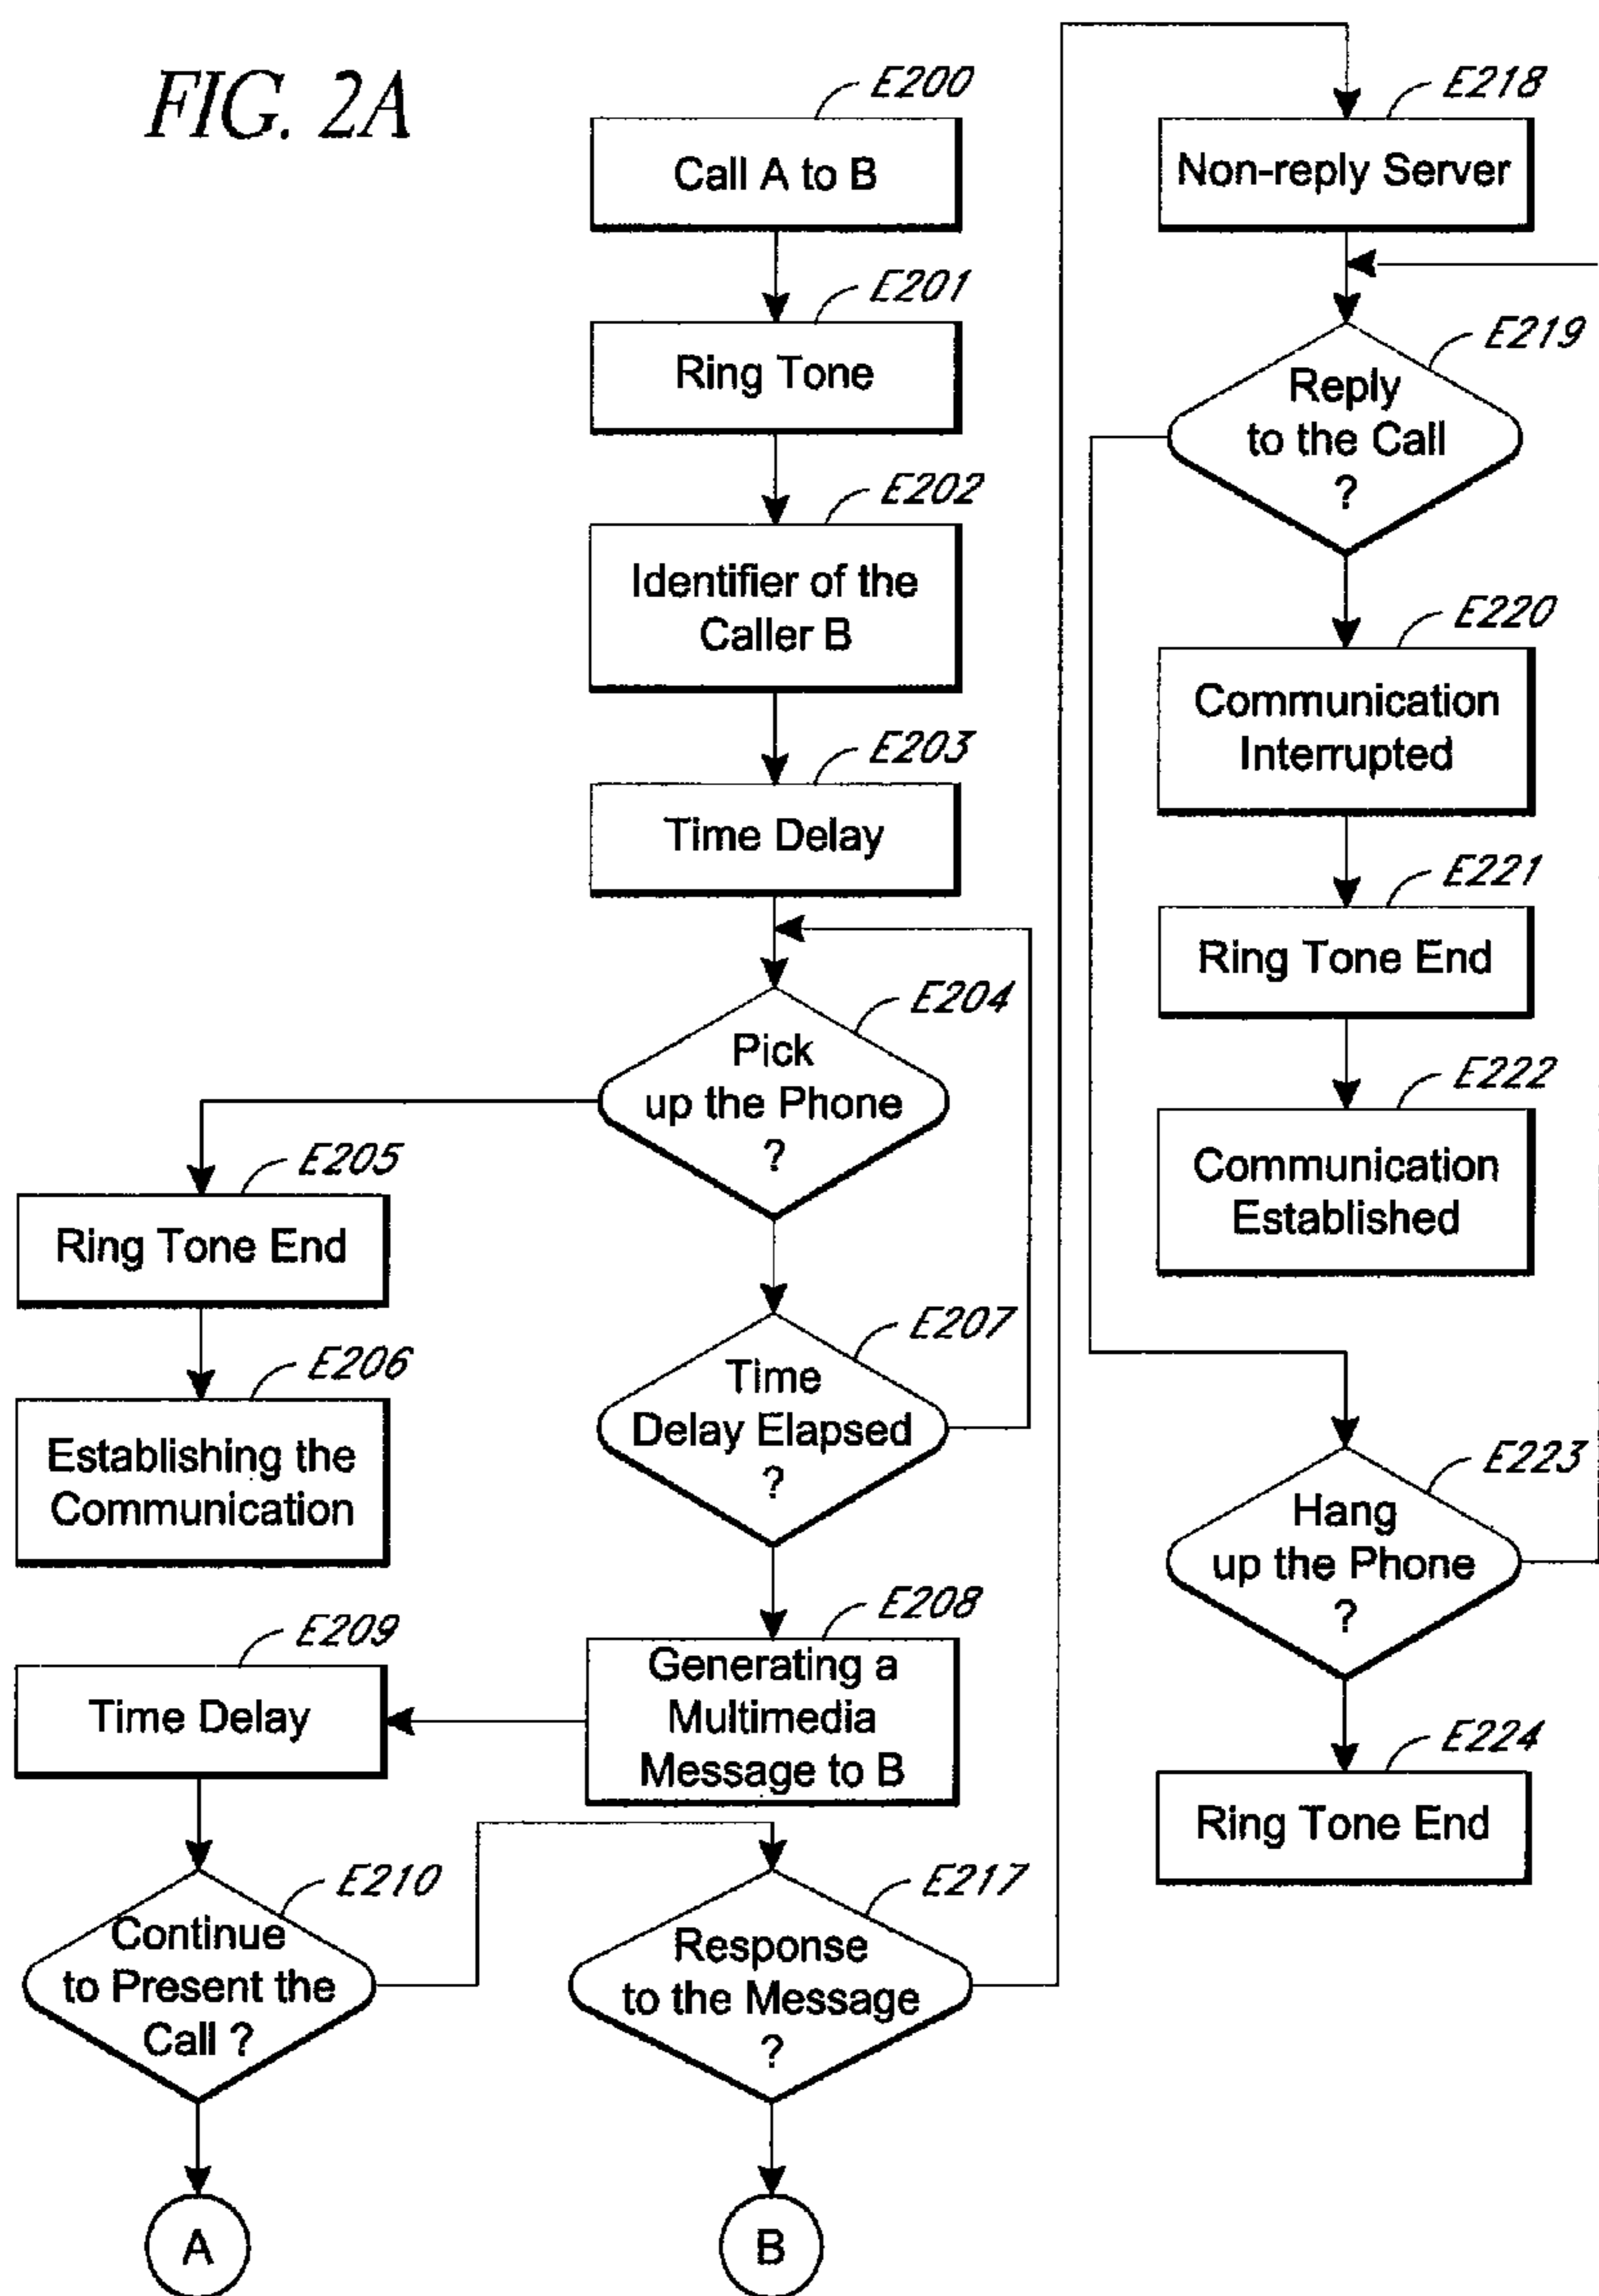 FIG. 2A
E200
Call A to B
E201
Ring Tone
E202
Identifier of the
Caller B
E203
Time Delay
E204
Pick
up the Phone
?
E205
Ring Tone End
E206
Establishing the
Communication
E207
Time
Delay Elapsed
?
E208
Generating a
Multimedia
Message to B
E209
Time Delay
E210
Continue
to Present the
Call ?
A
E217
Response
to the Message
?
B
E218
Non-reply Server
E219
Reply
to the Call
?
E220
Communication
Interrupted
E221
Ring Tone End
E222
Communication
Established
E223
Hang
up the Phone
?
E224
Ring Tone End